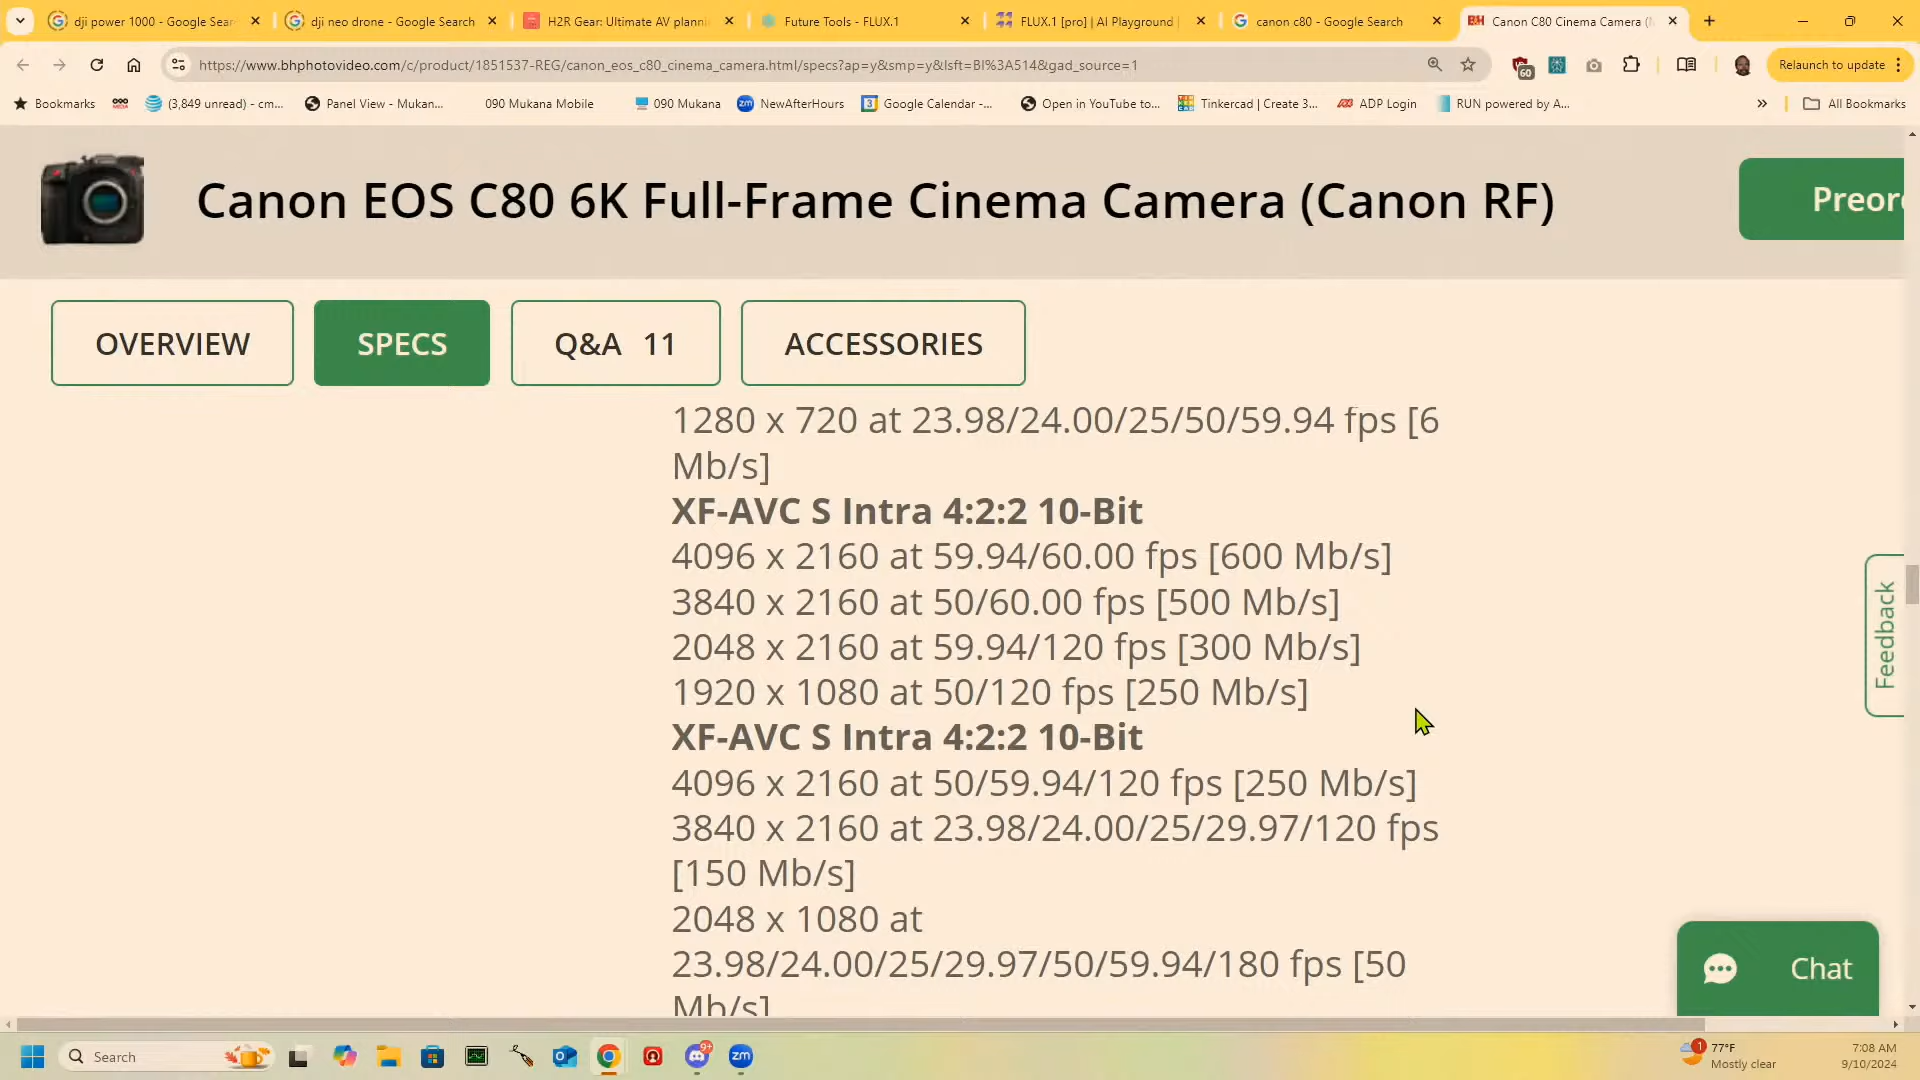 dji power 1000 - Google Sear
dji neo drone - Google Search
H2R Gear: Ultimate AV planni
Future Tools - FLUX.1
FLUX.1 [pro] | AI Playground |
canon c80 - Google Search
BH Canon C80 Cinema Camera (
https://www.bhphotovideo.com/c/product/1851537-REG/canon_eos_c80_cinema_camera.html/specs?ap=y&smp=y&lsft=BI%3A514&gad_source=1
60
Relaunch to update
Bookmarks
(3,849 unread) - cm...
Panel View - Mukan...
090 Mukana Mobile
090 Mukana
zm NewAfterHours
3 Google Calendar -...
Open in YouTube to...
Tinkercad | Create 3...
ADP Login
RUN powered by A...
All Bookmarks
Canon EOS C80 6K Full-Frame Cinema Camera (Canon RF)
Preor
OVERVIEW
SPECS
Q&A 11
ACCESSORIES
1280 x 720 at 23.98/24.00/25/50/59.94 fps [6
Mb/s]
XF-AVC S Intra 4:2:2 10-Bit
4096 x 2160 at 59.94/60.00 fps [600 Mb/s]
3840 x 2160 at 50/60.00 fps [500 Mb/s]
2048 x 2160 at 59.94/120 fps [300 Mb/s]
1920 x 1080 at 50/120 fps [250 Mb/s]
XF-AVC S Intra 4:2:2 10-Bit
4096 x 2160 at 50/59.94/120 fps [250 Mb/s]
3840 x 2160 at 23.98/24.00/25/29.97/120 fps
[150 Mb/s]
2048 x 1080 at
23.98/24.00/25/29.97/50/59.94/180 fps [50
Mb/s]
Feedback
Chat
Search
9+
zm
1
77°F
Mostly clear
7:08 AM
9/10/2024